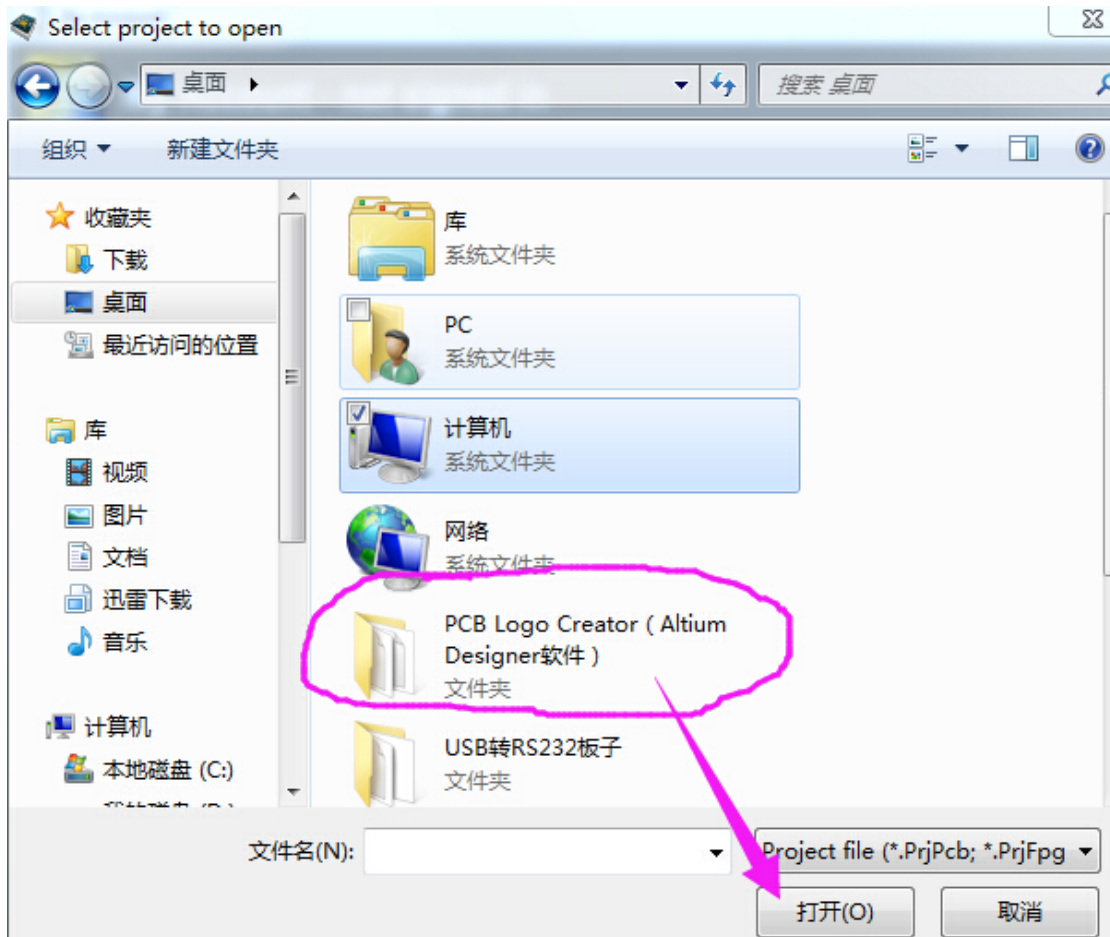 Select project to open
桌面
搜索 桌面
组织
新建文件夹
收藏夹
下载
桌面
最近访问的位置
库
视频
图片
文档
迅雷下载
音乐
计算机
本地磁盘 (C:)
库
系统文件夹
PC
系统文件夹
计算机
系统文件夹
网络
系统文件夹
PCB Logo Creator（Altium
Designer软件）
文件夹
USB转RS232板子
文件夹
文件名(N):
Project file (*.PrjPcb; *.PrjFpg
打开(O)
取消